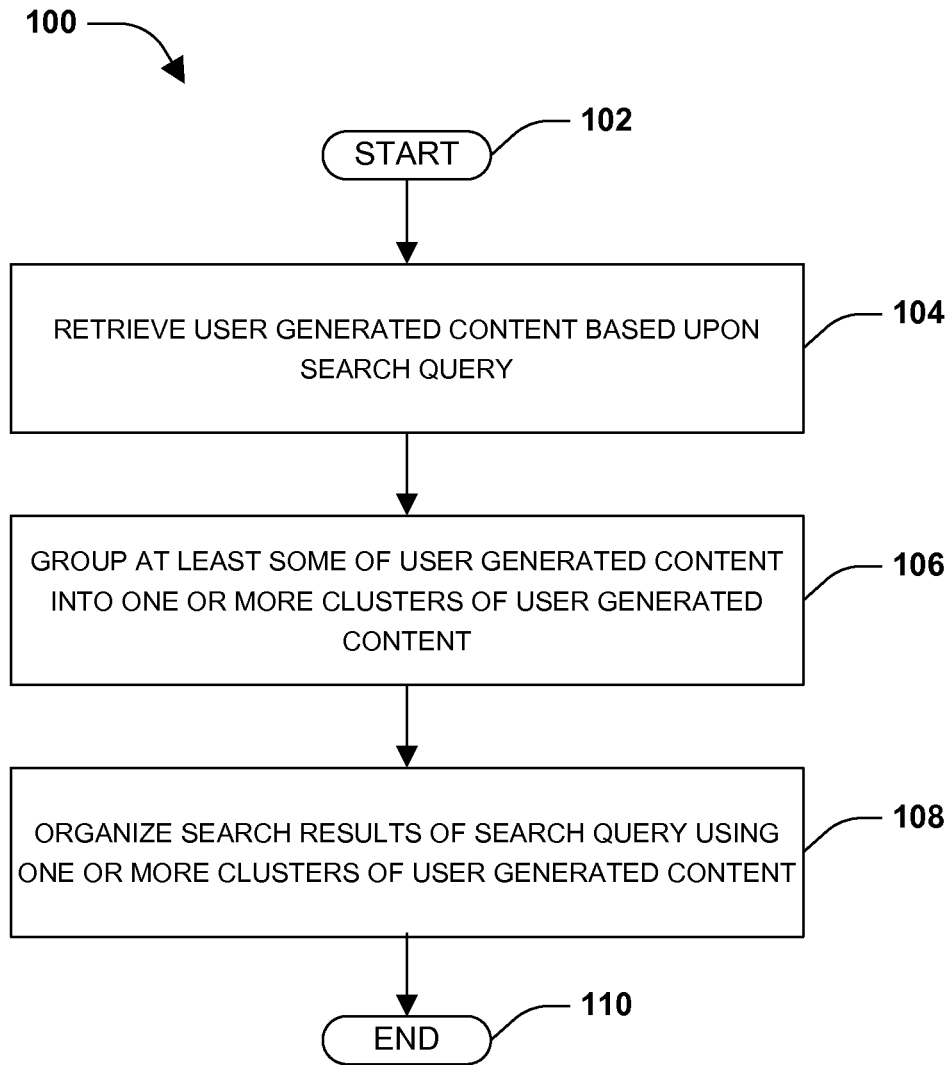 100
102
START
104
RETRIEVE USER GENERATED CONTENT BASED UPON
SEARCH QUERY
106
GROUP AT LEAST SOME OF USER GENERATED CONTENT
INTO ONE OR MORE CLUSTERS OF USER GENERATED
CONTENT
108
ORGANIZE SEARCH RESULTS OF SEARCH QUERY USING
ONE OR MORE CLUSTERS OF USER GENERATED CONTENT
110
END